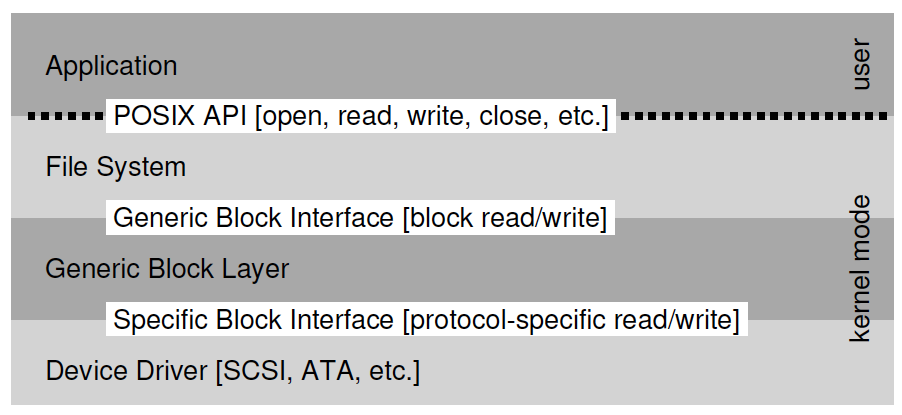 Application
user
POSIX API [open, read, write, close, etc.]
File System
Generic Block Interface [block read/write]
Generic Block Layer
kernel mode
Specific Block Interface [protocol-specific read/write]
Device Driver [SCSI, ATA, etc.]